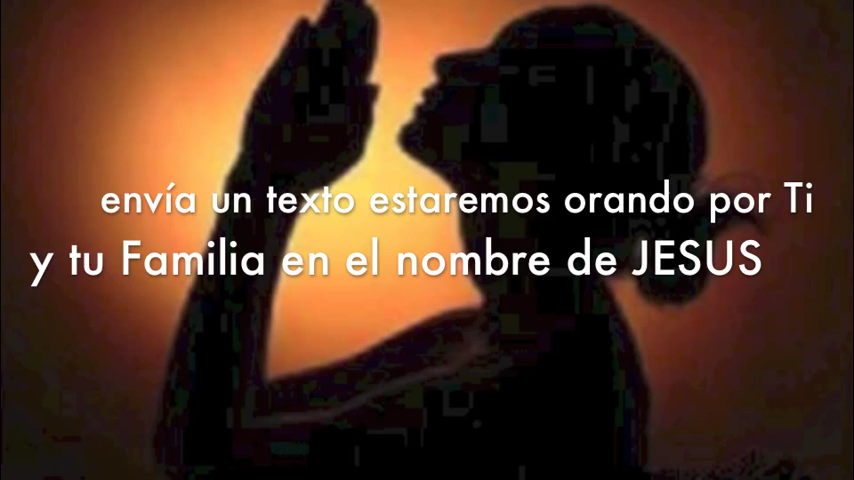 envía un texto estaremos orando por Ti
y tu Familia en el nombre de JESUS